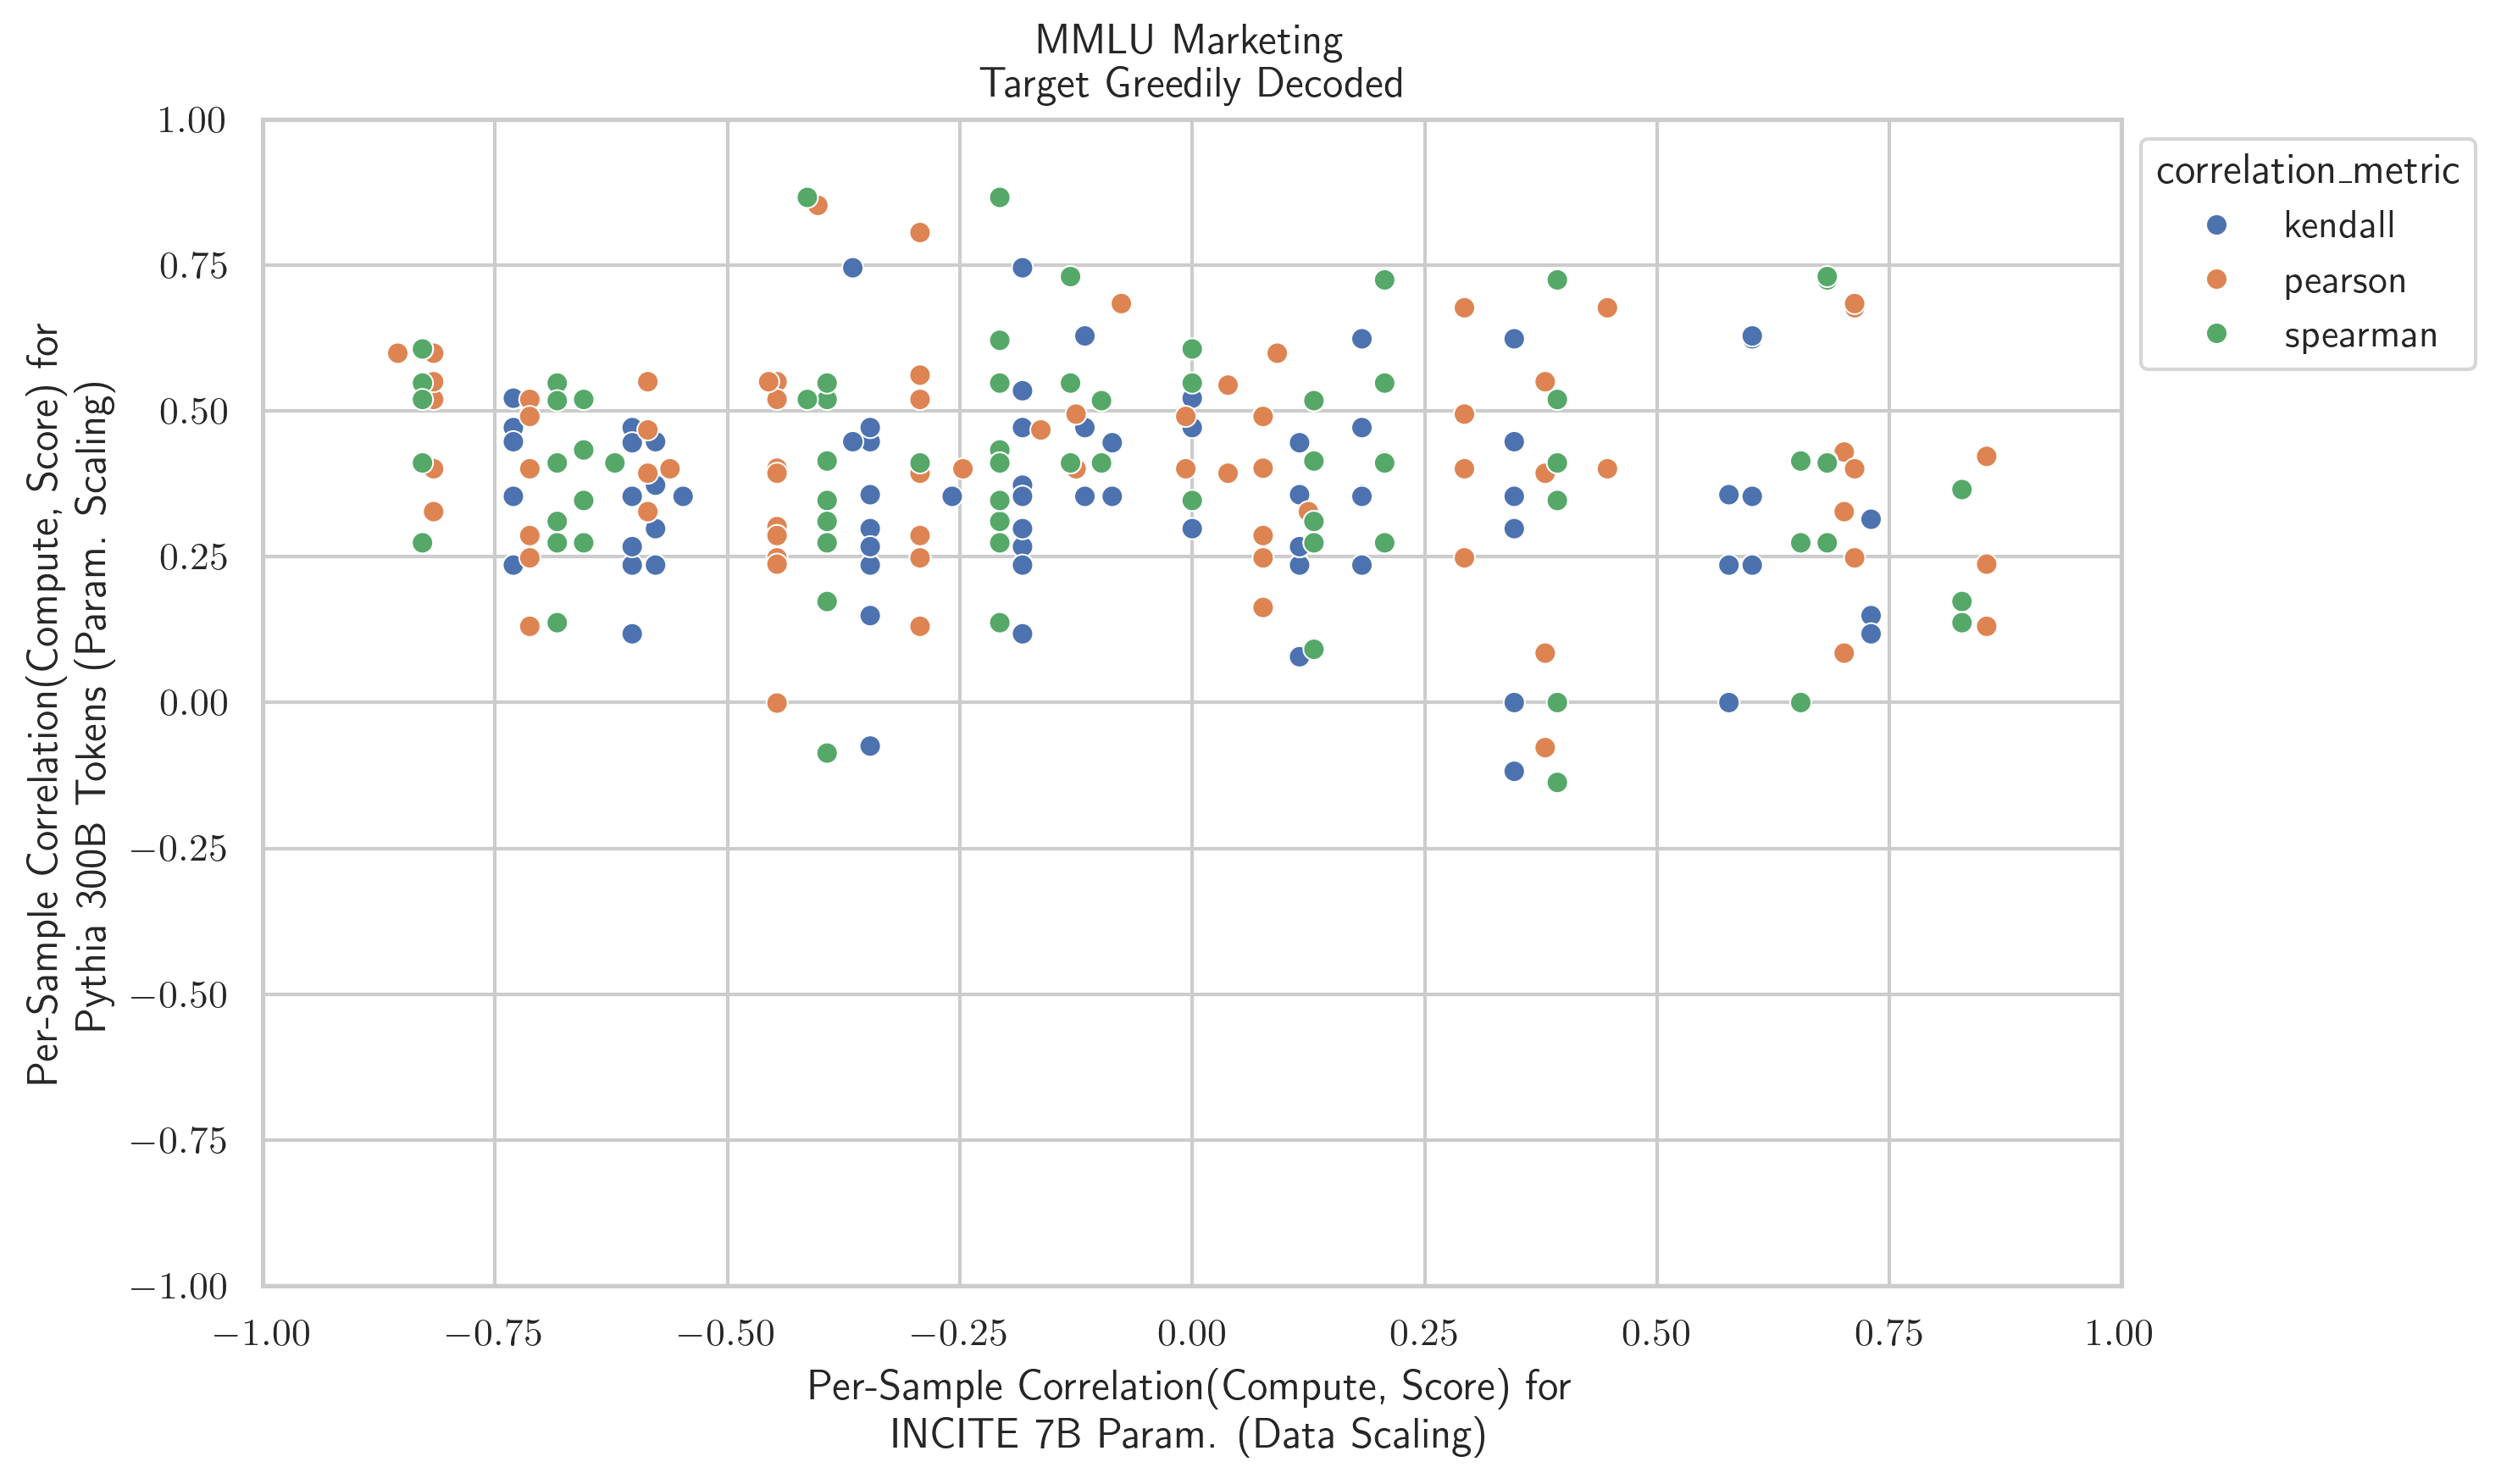 MMLU Marketing
Target Greedily Decoded
Per-Sample Correlation(Compute, Score) for
Pythia 300B Tokens (Param. Scaling)
1.00
0.75
0.50
0.25
0.00
−0.25
−0.50
−0.75
−1.00
−1.00 −0.75 −0.50 −0.25 0.00 0.25 0.50 0.75 1.00
Per-Sample Correlation(Compute, Score) for
INCITE 7B Param. (Data Scaling)
correlation_metric
kendall
pearson
spearman